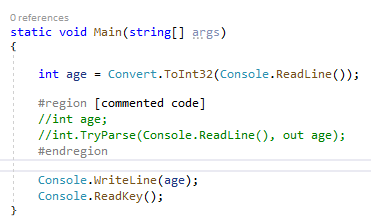 0 references
static void Main(string[] args)
{
int age = Convert.ToInt32(Console.ReadLine());
#region [commented code]
//int age;
//int.TryParse(Console.ReadLine(), out age);
#endregion
Console.WriteLine(age);
Console.ReadKey();
}